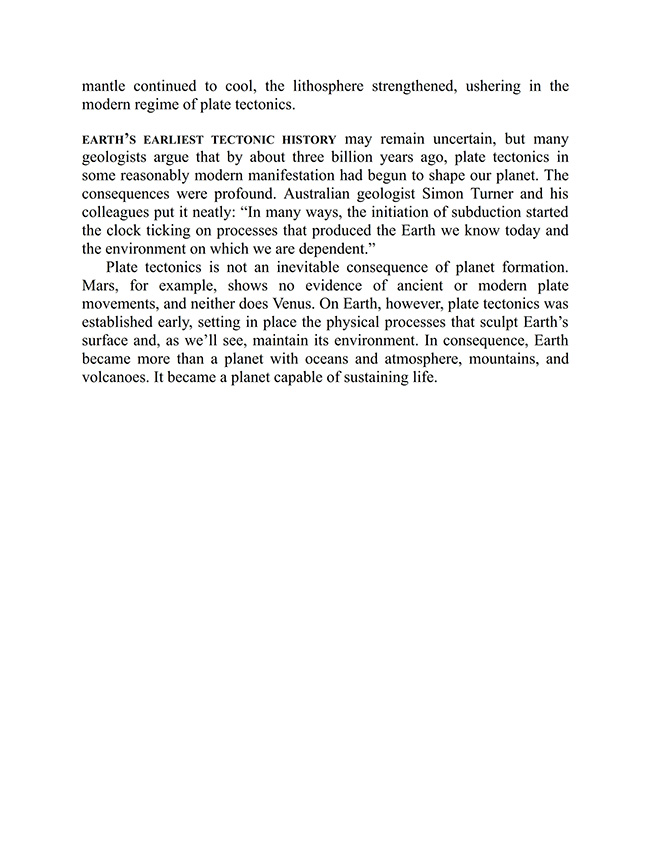 mantle continued to cool, the lithosphere strengthened, ushering in the
modern regime of plate tectonics.
EARTH’S EARLIEST TECTONIC HISTORY may remain uncertain, but many
geologists argue that by about three billion years ago, plate tectonics in
some reasonably modern manifestation had begun to shape our planet. The
consequences were profound. Australian geologist Simon Turner and his
colleagues put it neatly: “In many ways, the initiation of subduction started
the clock ticking on processes that produced the Earth we know today and
the environment on which we are dependent.”
Plate tectonics is not an inevitable consequence of planet formation.
Mars, for example, shows no evidence of ancient or modern plate
movements, and neither does Venus. On Earth, however, plate tectonics was
established early, setting in place the physical processes that sculpt Earth’s
surface and, as we’ll see, maintain its environment. In consequence, Earth
became more than a planet with oceans and atmosphere, mountains, and
volcanoes. It became a planet capable of sustaining life.